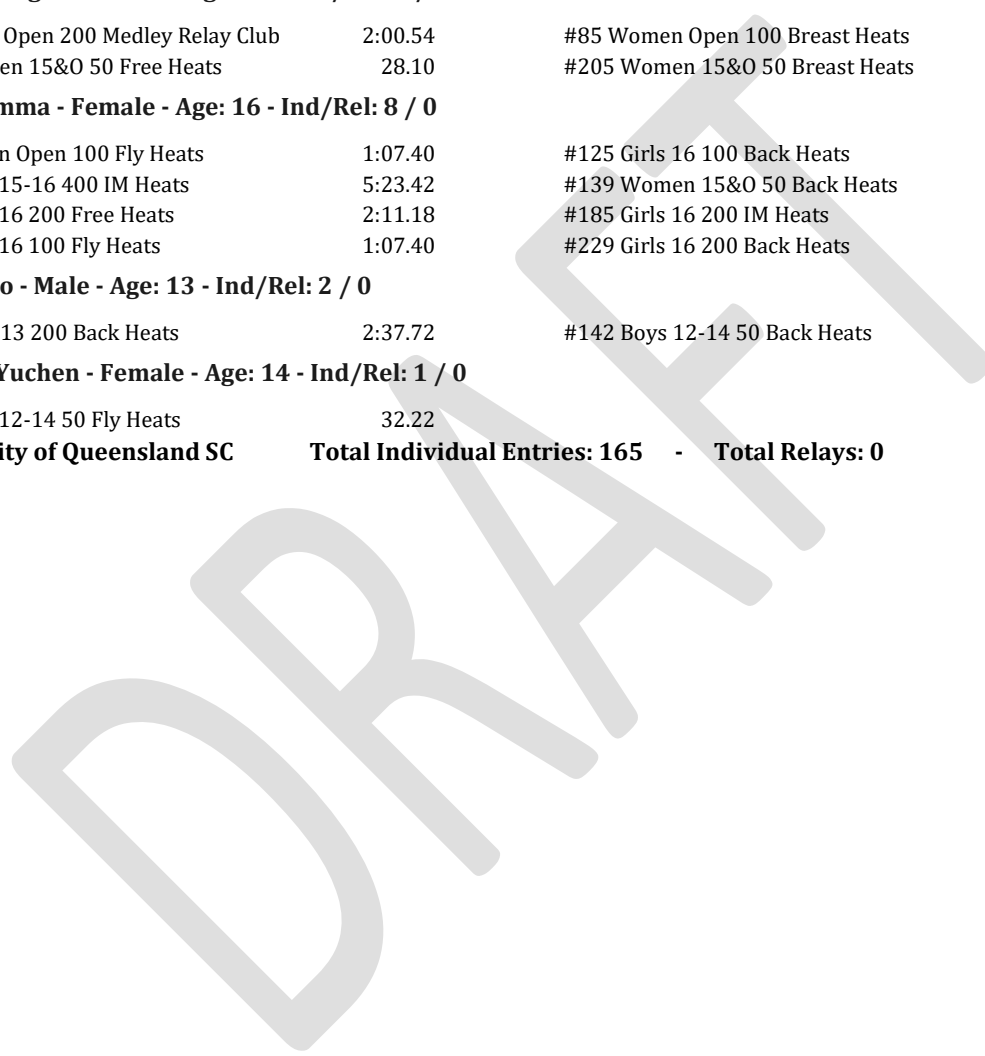 Open 200 Medley Relay Club 2:00.54 #85 Women Open 100 Breast Heats
en 15&O 50 Free Heats 28.10 #205 Women 15&O 50 Breast Heats
mma - Female - Age: 16 - Ind/Rel: 8 / 0
n Open 100 Fly Heats 1:07.40 #125 Girls 16 100 Back Heats
15-16 400 IM Heats 5:23.42 #139 Women 15&O 50 Back Heats
16 200 Free Heats 2:11.18 #185 Girls 16 200 IM Heats
16 100 Fly Heats 1:07.40 #229 Girls 16 200 Back Heats
o - Male - Age: 13 - Ind/Rel: 2 / 0
13 200 Back Heats 2:37.72 #142 Boys 12-14 50 Back Heats
Yuchen - Female - Age: 14 - Ind/Rel: 1 / 0
12-14 50 Fly Heats 32.22
ity of Queensland SC Total Individual Entries: 165 - Total Relays: 0
DRAFT